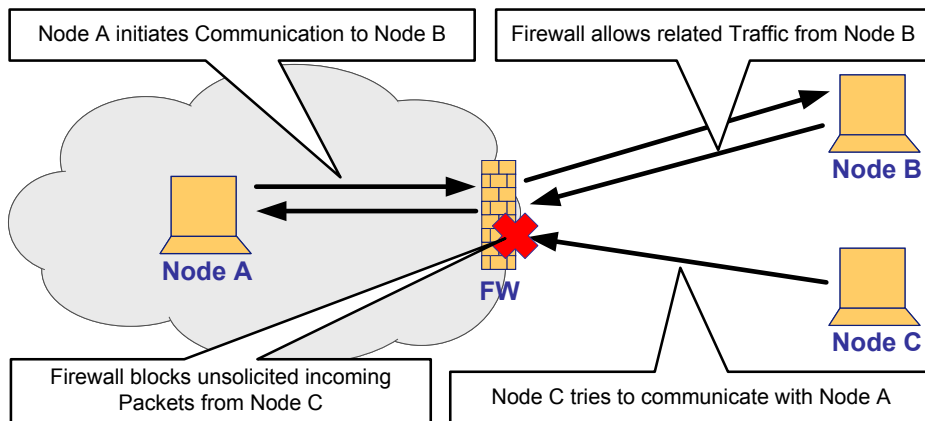 Node A initiates Communication to Node B
Firewall allows related Traffic from Node B
Node B
Node A
FW
Node C
Firewall blocks unsolicited incoming
Packets from Node C
Node C tries to communicate with Node A